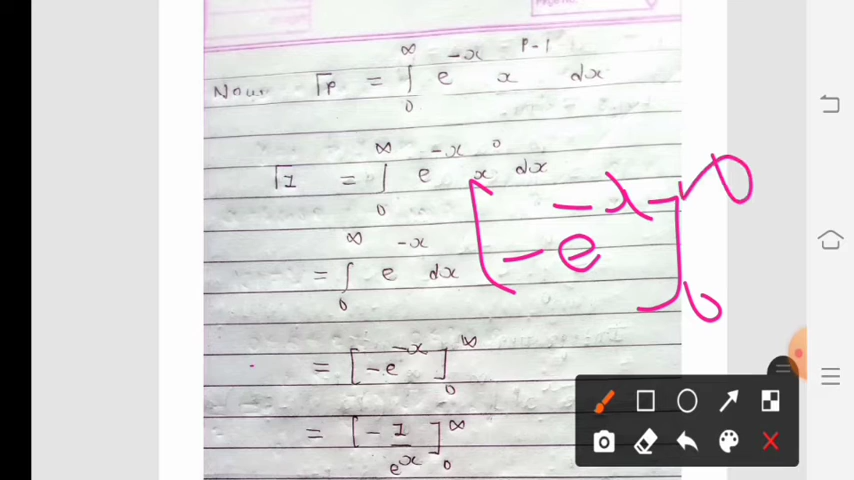 Now Γp = ∫₀^∞ e^-x x^p-1 dx
Γ1 = ∫₀^∞ e^-x x^0 dx
= ∫₀^∞ e^-x dx
[-e^-x]₀^∞
= [-e^-x]₀^∞
= [-1/e^x]₀^∞